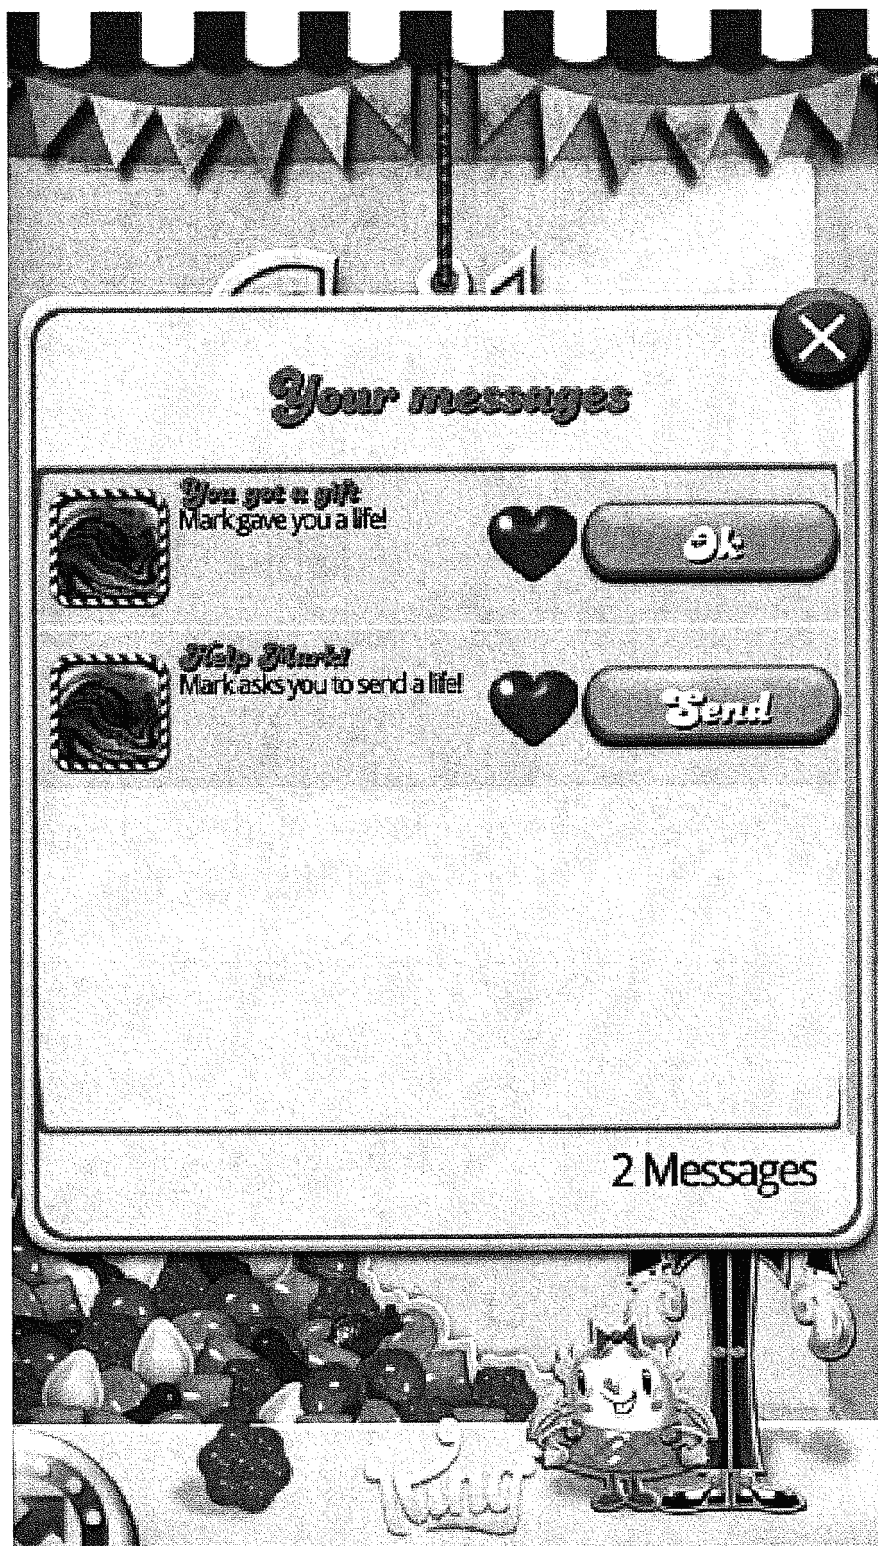 Your messages
You got a gift
Mark gave you a life!
Ok
Help Mark!
Mark asks you to send a life!
Send
2 Messages
King